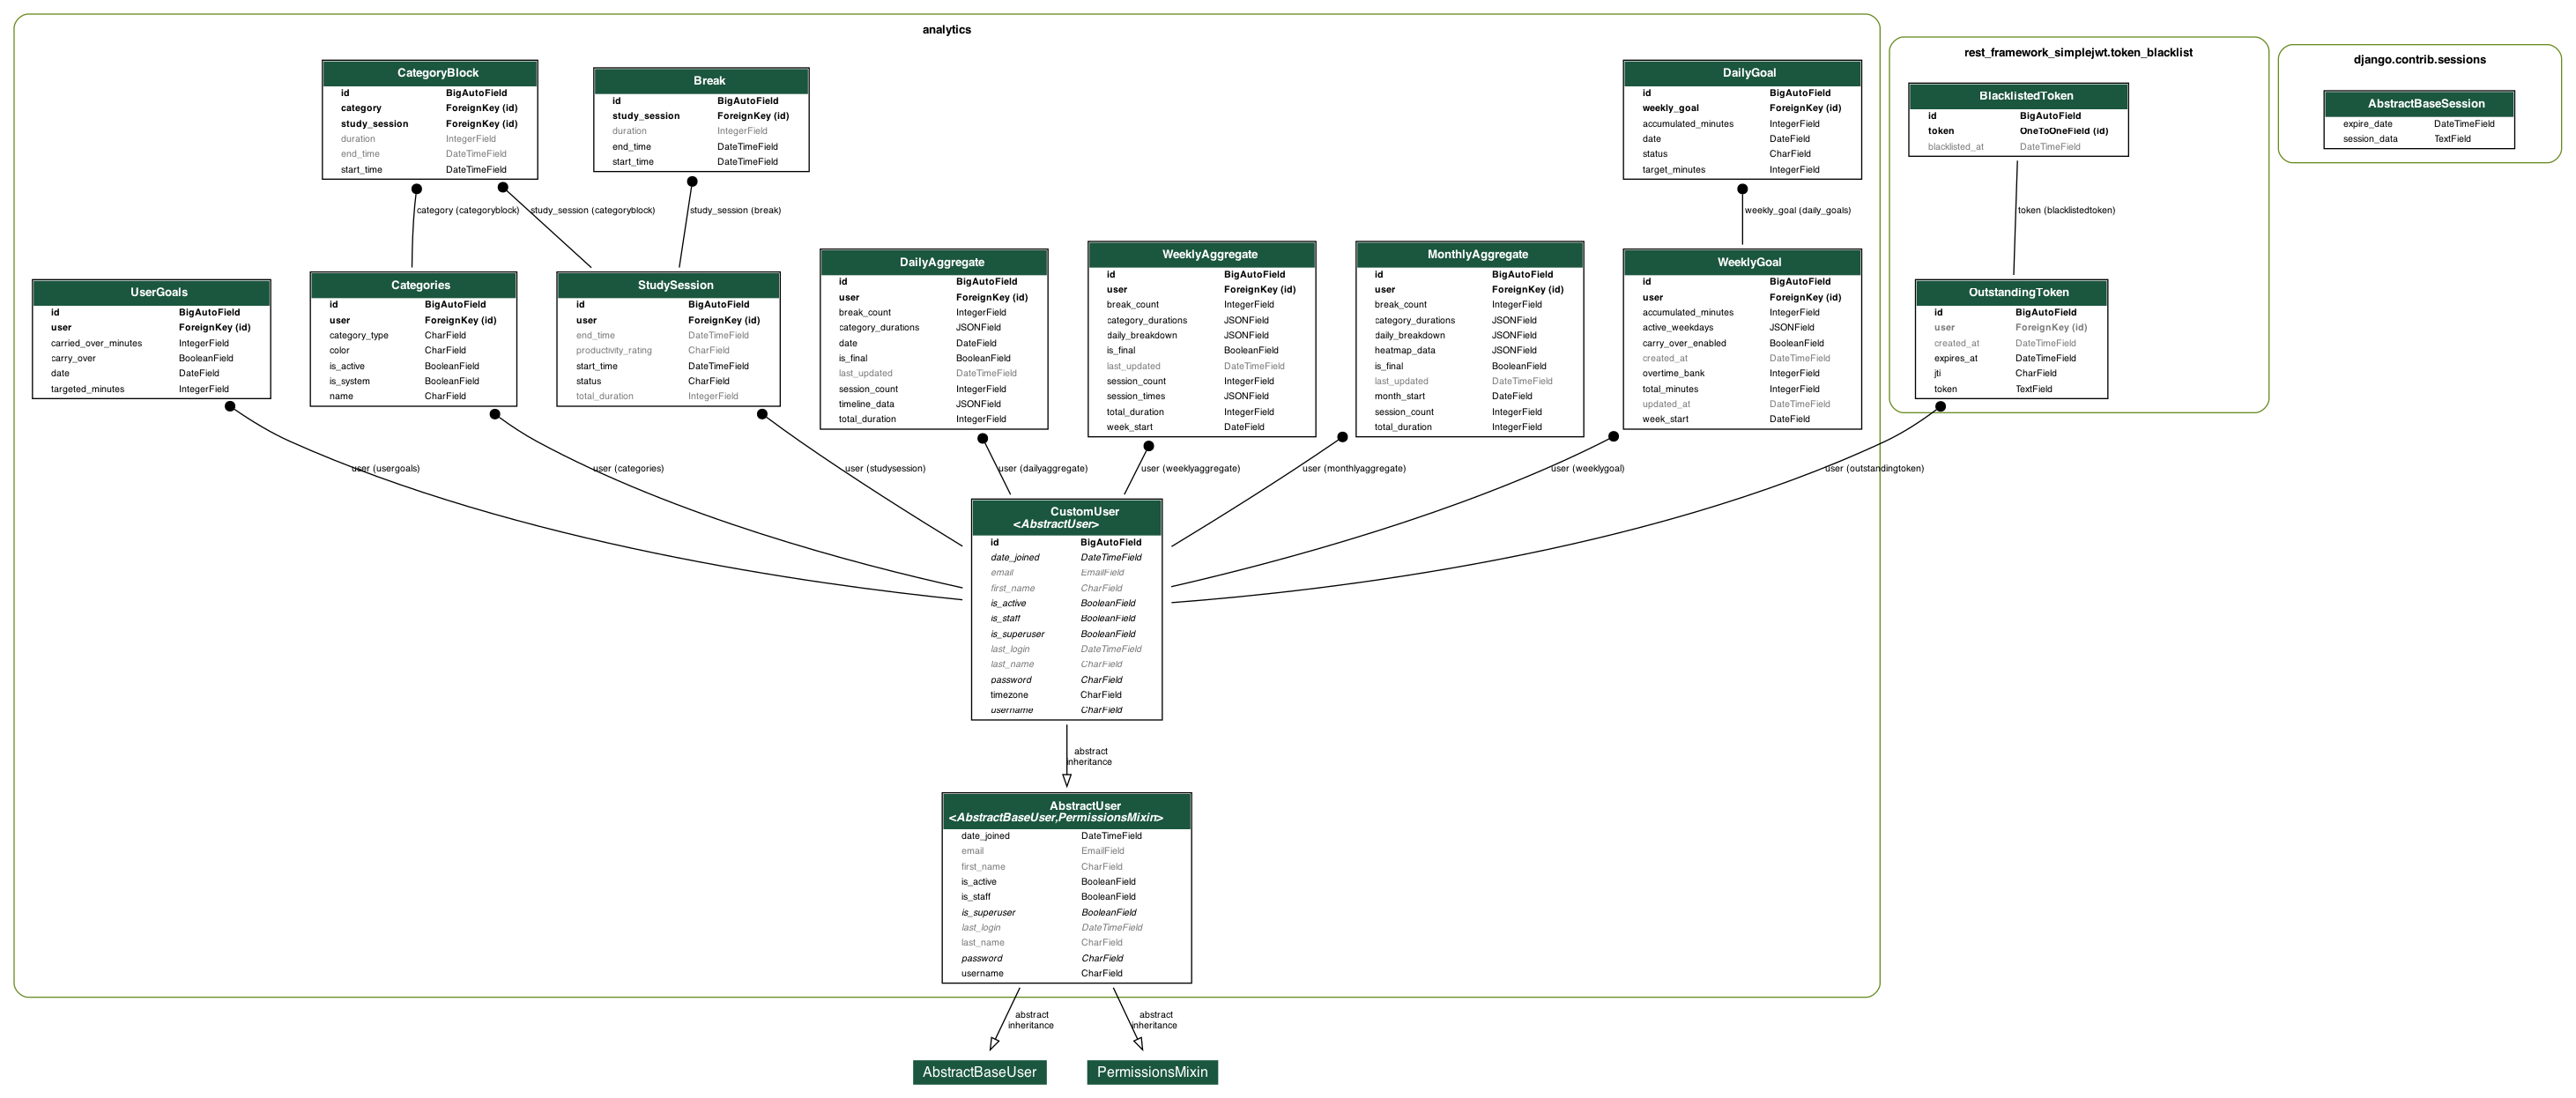 analytics
rest_framework_simplejwt.token_blacklist
django.contrib.sessions
CategoryBlock
id BigAutoField
category ForeignKey (id)
study_session ForeignKey (id)
duration IntegerField
end_time DateTimeField
start_time DateTimeField
Break
id BigAutoField
study_session ForeignKey (id)
duration IntegerField
end_time DateTimeField
start_time DateTimeField
DailyGoal
id BigAutoField
weekly_goal ForeignKey (id)
accumulated_minutes IntegerField
date DateField
status CharField
target_minutes IntegerField
BlacklistedToken
id BigAutoField
token OneToOneField (id)
blacklisted_at DateTimeField
AbstractBaseSession
expire_date DateTimeField
session_data TextField
category (categoryblock)
study_session (categoryblock)
study_session (break)
weekly_goal (daily_goals)
token (blacklistedtoken)
UserGoals
id BigAutoField
user ForeignKey (id)
carried_over_minutes IntegerField
carry_over BooleanField
date DateField
targeted_minutes IntegerField
Categories
id BigAutoField
user ForeignKey (id)
category_type CharField
color CharField
is_active BooleanField
is_system BooleanField
name CharField
StudySession
id BigAutoField
user ForeignKey (id)
end_time DateTimeField
productivity_rating CharField
start_time DateTimeField
status CharField
total_duration IntegerField
DailyAggregate
id BigAutoField
user ForeignKey (id)
break_count IntegerField
category_durations JSONField
date DateField
is_final BooleanField
last_updated DateTimeField
session_count IntegerField
timeline_data JSONField
total_duration IntegerField
WeeklyAggregate
id BigAutoField
user ForeignKey (id)
break_count IntegerField
category_durations JSONField
daily_breakdown JSONField
is_final BooleanField
last_updated DateTimeField
session_count IntegerField
session_times JSONField
total_duration IntegerField
week_start DateField
MonthlyAggregate
id BigAutoField
user ForeignKey (id)
break_count IntegerField
category_durations JSONField
daily_breakdown JSONField
heatmap_data JSONField
is_final BooleanField
last_updated DateTimeField
month_start DateField
session_count IntegerField
total_duration IntegerField
WeeklyGoal
id BigAutoField
user ForeignKey (id)
accumulated_minutes IntegerField
active_weekdays JSONField
carry_over_enabled BooleanField
created_at DateTimeField
overtime_bank IntegerField
total_minutes IntegerField
updated_at DateTimeField
week_start DateField
OutstandingToken
id BigAutoField
user ForeignKey (id)
created_at DateTimeField
expires_at DateTimeField
jti CharField
token TextField
user (usergoals)
user (categories)
user (studysession)
user (dailyaggregate)
user (weeklyaggregate)
user (monthlyaggregate)
user (weeklygoal)
user (outstandingtoken)
CustomUser
<AbstractUser>
id BigAutoField
date_joined DateTimeField
email EmailField
first_name CharField
is_active BooleanField
is_staff BooleanField
is_superuser BooleanField
last_login DateTimeField
last_name CharField
password CharField
timezone CharField
username CharField
abstract
inheritance
AbstractUser
<AbstractBaseUser,PermissionsMixin>
date_joined DateTimeField
email EmailField
first_name CharField
is_active BooleanField
is_staff BooleanField
is_superuser BooleanField
last_login DateTimeField
last_name CharField
password CharField
username CharField
abstract
inheritance
abstract
inheritance
AbstractBaseUser
PermissionsMixin